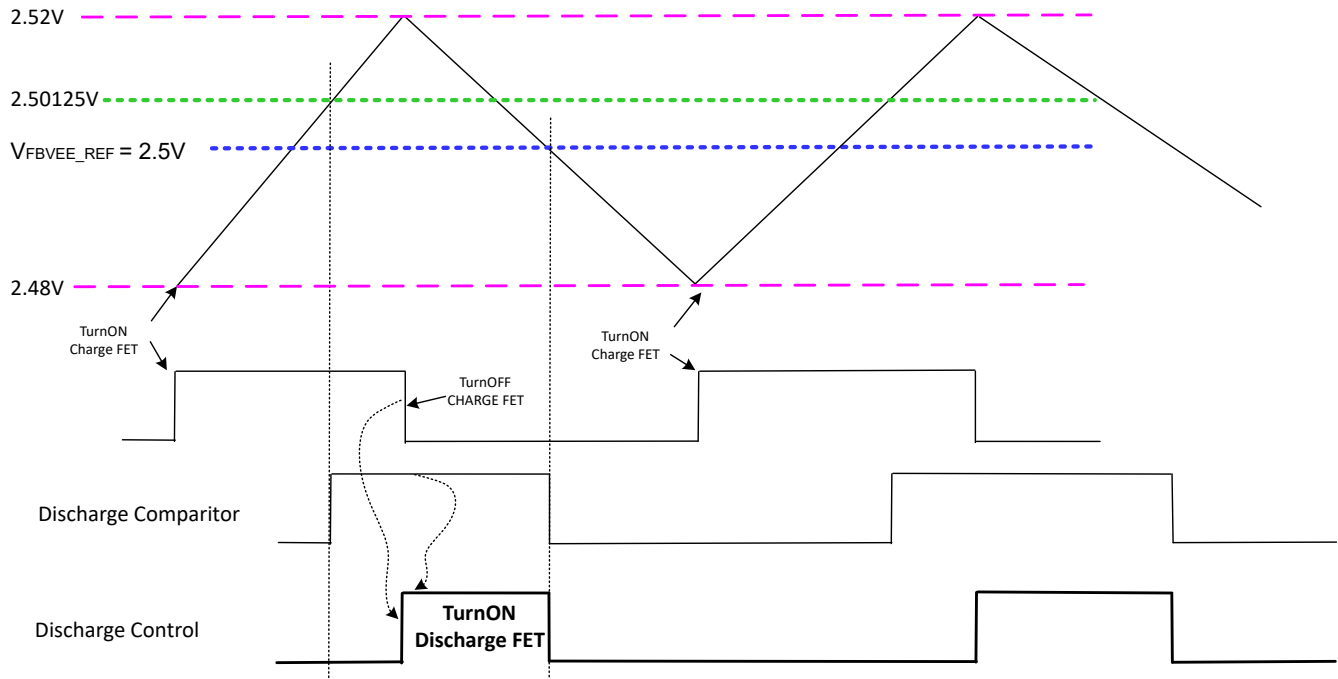 2.52V
2.50125V
VFBVEE_REF = 2.5V
2.48V
TurnON
Charge FET
TurnON
Charge FET
TurnOFF
CHARGE FET
Discharge Comparitor
Discharge Control
TurnON
Discharge FET